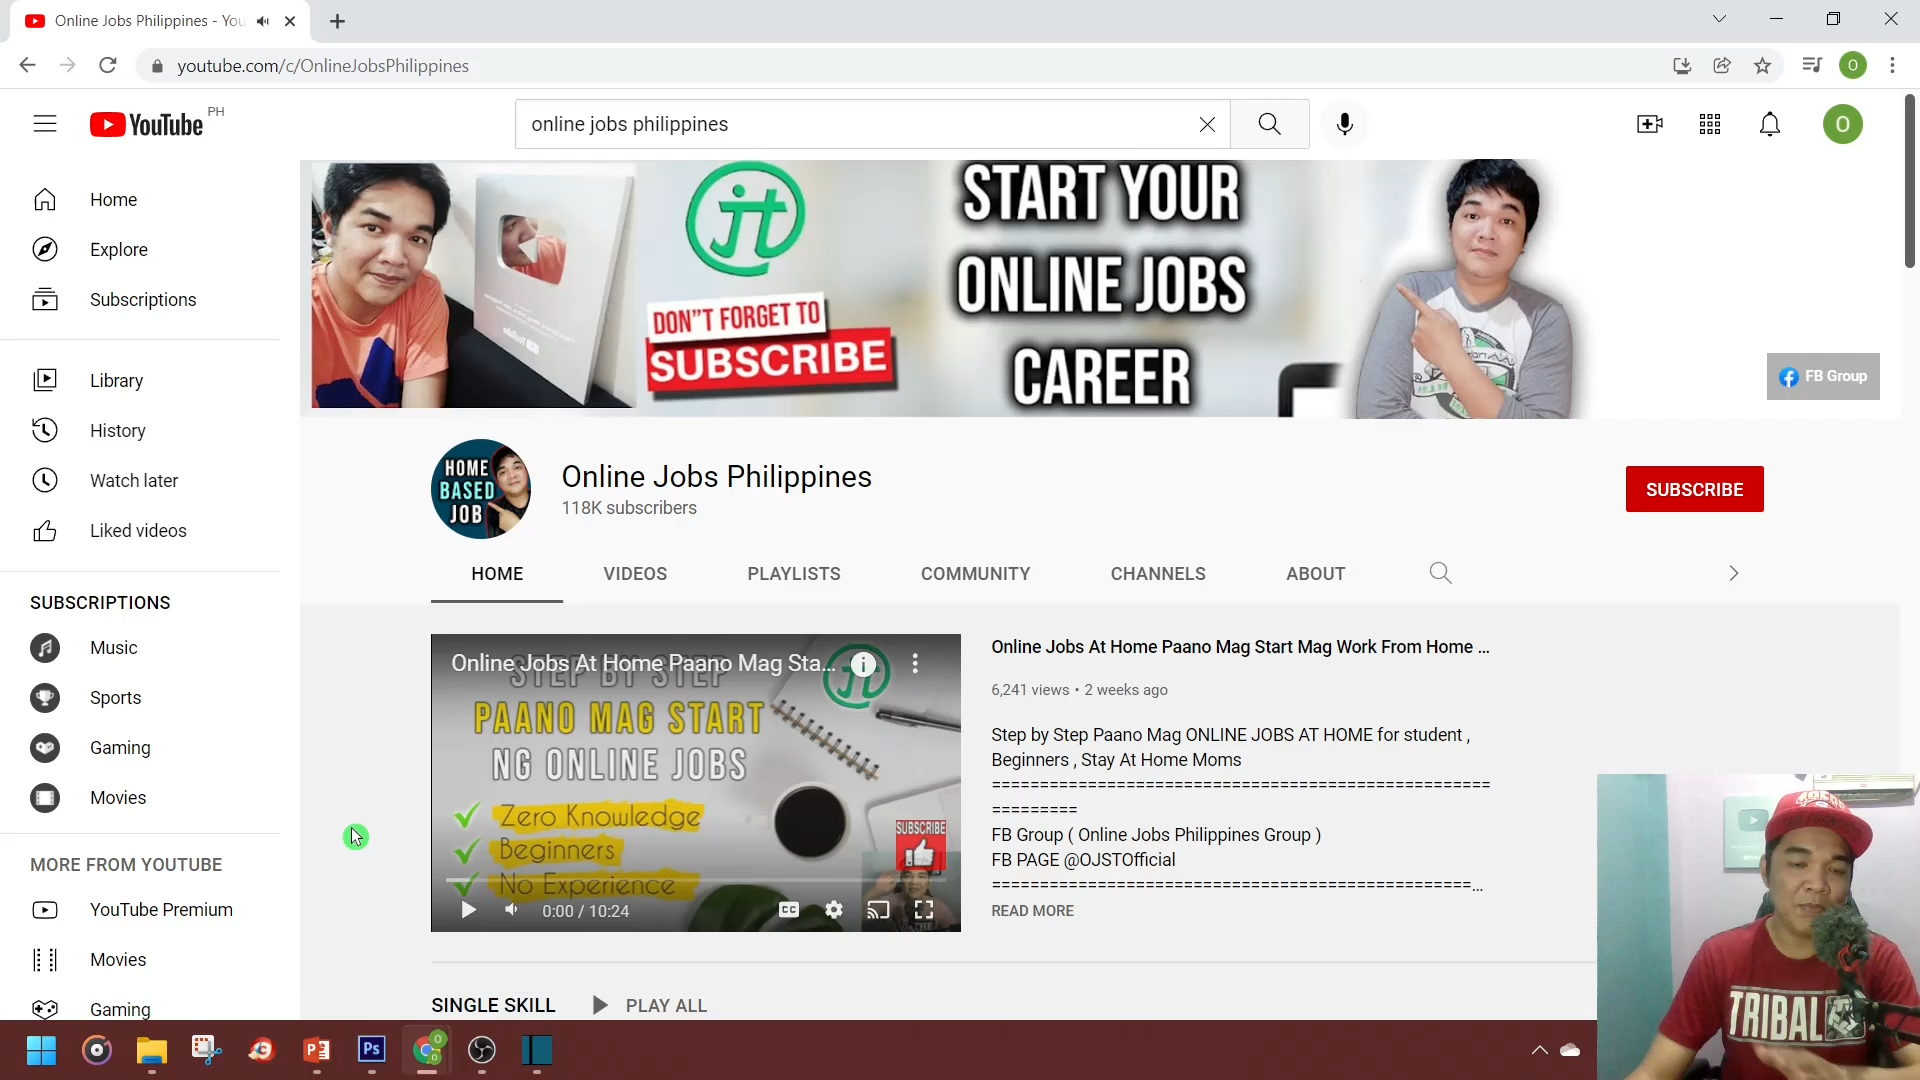 Online Jobs Philippines - You
youtube.com/c/OnlineJobsPhilippines
O
YouTube PH
online jobs philippines
O
Home
Explore
Subscriptions
Library
History
Watch later
Liked videos
SUBSCRIPTIONS
Music
Sports
Gaming
Movies
MORE FROM YOUTUBE
YouTube Premium
Movies
Gaming
jt
DON"T FORGET TO
SUBSCRIBE
START YOUR
ONLINE JOBS
CAREER
FB Group
HOME
BASED
JOB
Online Jobs Philippines
118K subscribers
SUBSCRIBE
HOME
VIDEOS
PLAYLISTS
COMMUNITY
CHANNELS
ABOUT
Online Jobs At Home Paano Mag Sta...
STEP BY STEP
PAANO MAG START
NG ONLINE JOBS
Zero Knowledge
Beginners
No Experience
SUBSCRIBE
0:00 / 10:24
CC
Online Jobs At Home Paano Mag Start Mag Work From Home ...
6,241 views • 2 weeks ago
Step by Step Paano Mag ONLINE JOBS AT HOME for student ,
Beginners , Stay At Home Moms
====================================================
=========
FB Group ( Online Jobs Philippines Group )
FB PAGE @OJSTOfficial
==================================================...
READ MORE
SINGLE SKILL
PLAY ALL
Ps
TRIBAL